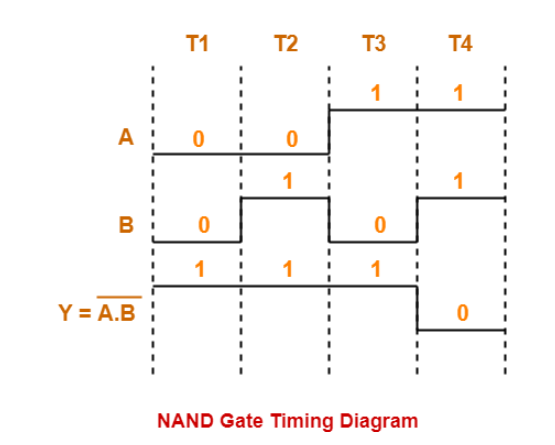 T1 T2 T3 T4
1 1
A 0 0
1 1
B 0 0
1 1 1
Y = \overline{A.B} 0
NAND Gate Timing Diagram